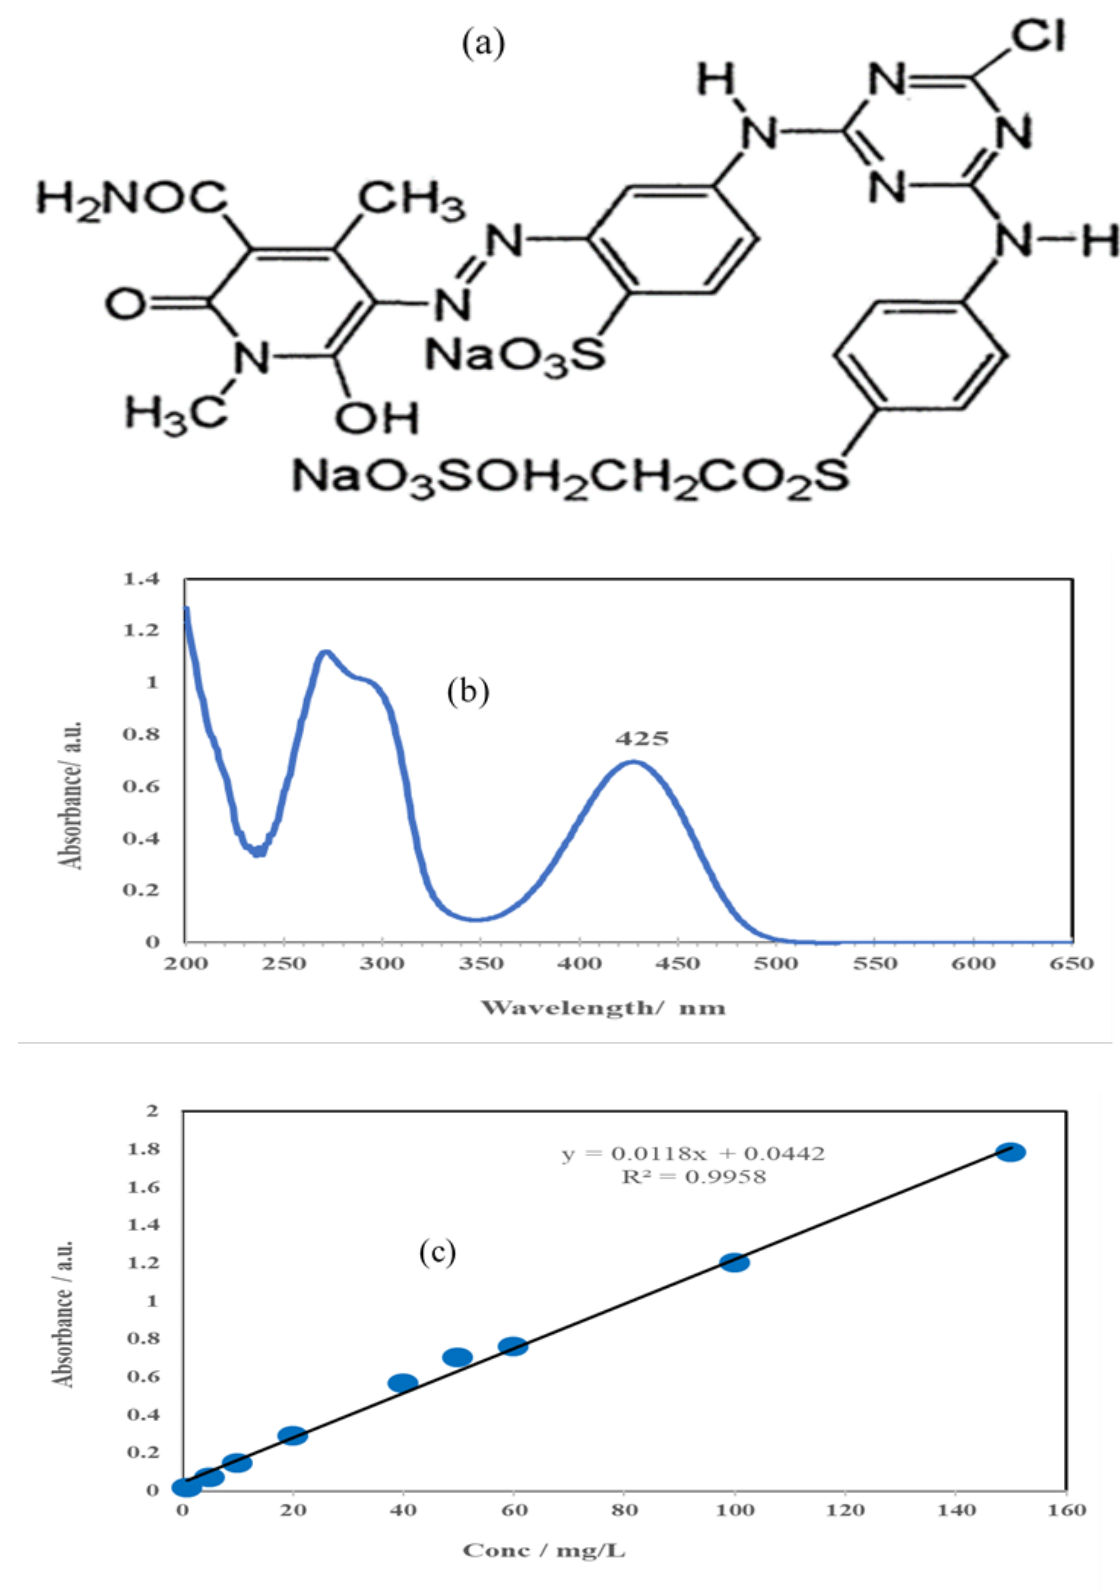 (a)
Cl
H
N
N
N
N
H₂NOC
CH₃
N
N
H
O
N
NaO₃S
N
H₃C
OH
NaO₃SOH₂CH₂CO₂S
1.4
1.2
1
0.8
0.6
0.4
0.2
0
(b)
425
Absorbance/ a.u.
200 250 300 350 400 450 500 550 600 650
Wavelength/ nm
2
1.8
1.6
1.4
1.2
1
0.8
0.6
0.4
0.2
0
y = 0.0118x + 0.0442
R² = 0.9958
(c)
Absorbance / a.u.
0 20 40 60 80 100 120 140 160
Conc / mg/L